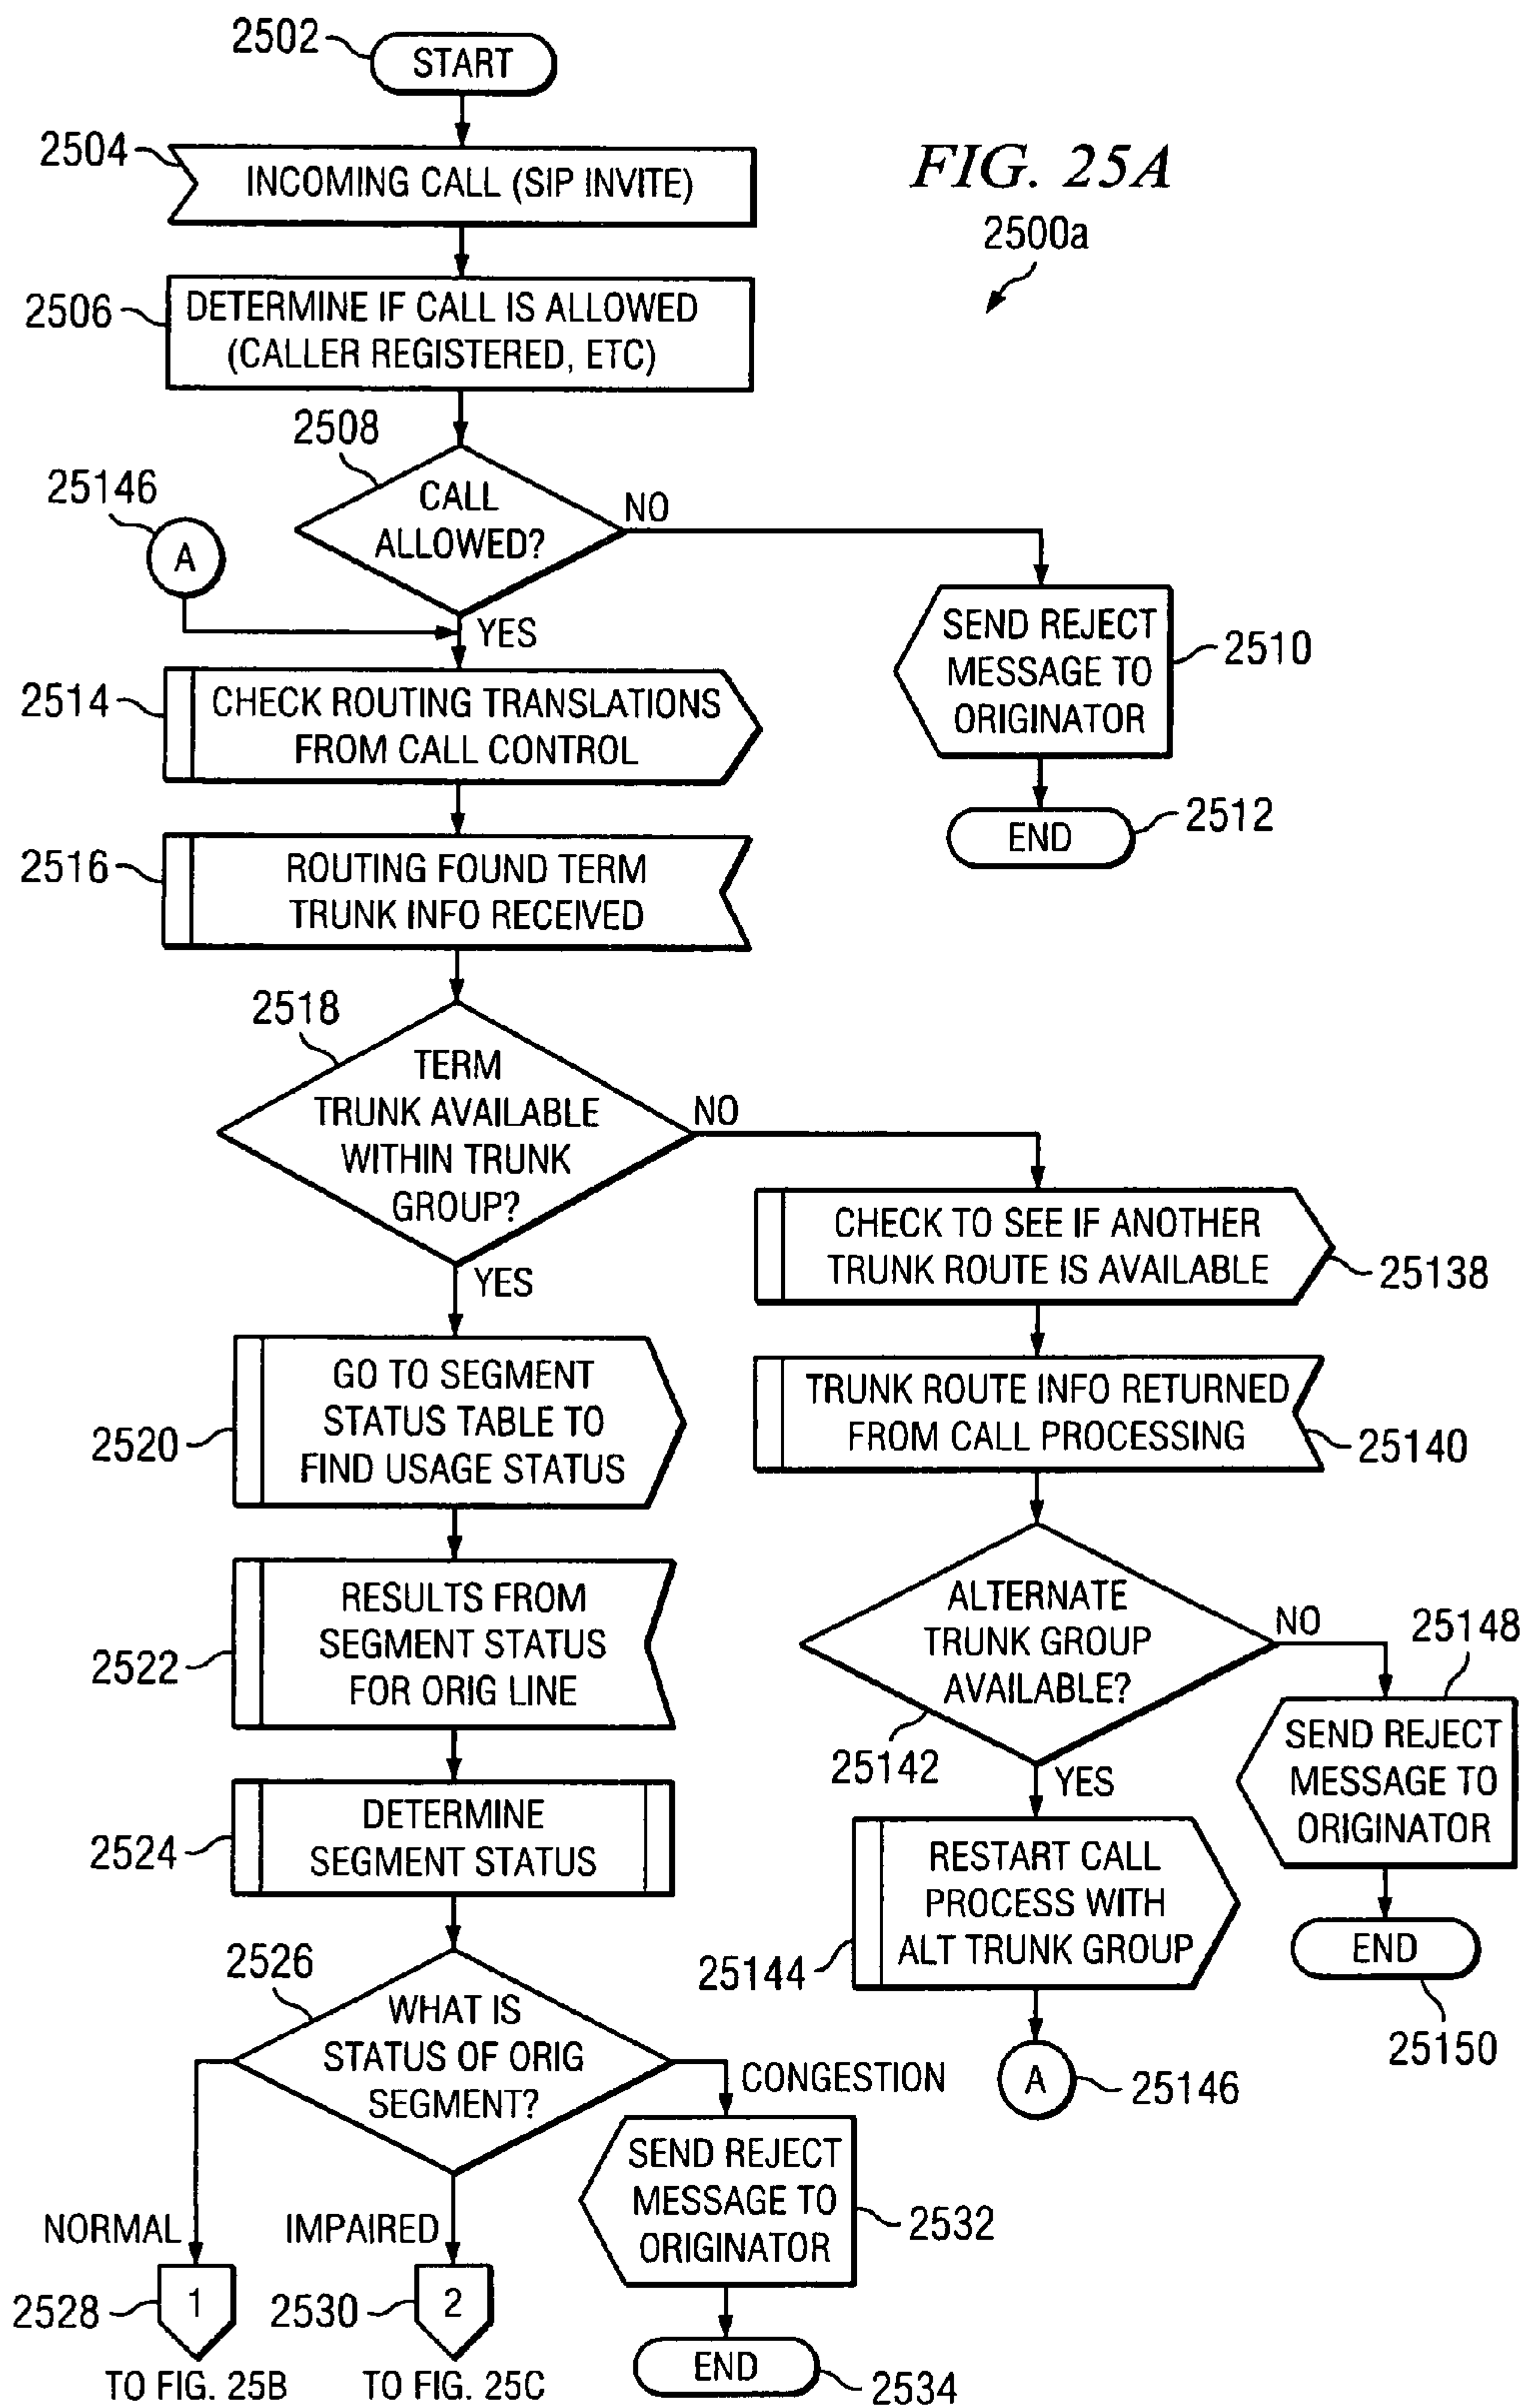 2502
START
2504
INCOMING CALL (SIP INVITE)
FIG. 25A
2500a
2506
DETERMINE IF CALL IS ALLOWED
(CALLER REGISTERED, ETC)
2508
CALL
ALLOWED?
NO
25146
A
YES
SEND REJECT
MESSAGE TO
ORIGINATOR
2510
END
2512
2514
CHECK ROUTING TRANSLATIONS
FROM CALL CONTROL
2516
ROUTING FOUND TERM
TRUNK INFO RECEIVED
2518
TERM
TRUNK AVAILABLE
WITHIN TRUNK
GROUP?
NO
YES
CHECK TO SEE IF ANOTHER
TRUNK ROUTE IS AVAILABLE
25138
TRUNK ROUTE INFO RETURNED
FROM CALL PROCESSING
25140
2520
GO TO SEGMENT
STATUS TABLE TO
FIND USAGE STATUS
2522
RESULTS FROM
SEGMENT STATUS
FOR ORIG LINE
ALTERNATE
TRUNK GROUP
AVAILABLE?
25142
NO
25148
YES
SEND REJECT
MESSAGE TO
ORIGINATOR
END
25150
RESTART CALL
PROCESS WITH
ALT TRUNK GROUP
25144
A
25146
2524
DETERMINE
SEGMENT STATUS
2526
WHAT IS
STATUS OF ORIG
SEGMENT?
CONGESTION
SEND REJECT
MESSAGE TO
ORIGINATOR
2532
END
2534
NORMAL
IMPAIRED
2528
1
2530
2
TO FIG. 25B
TO FIG. 25C